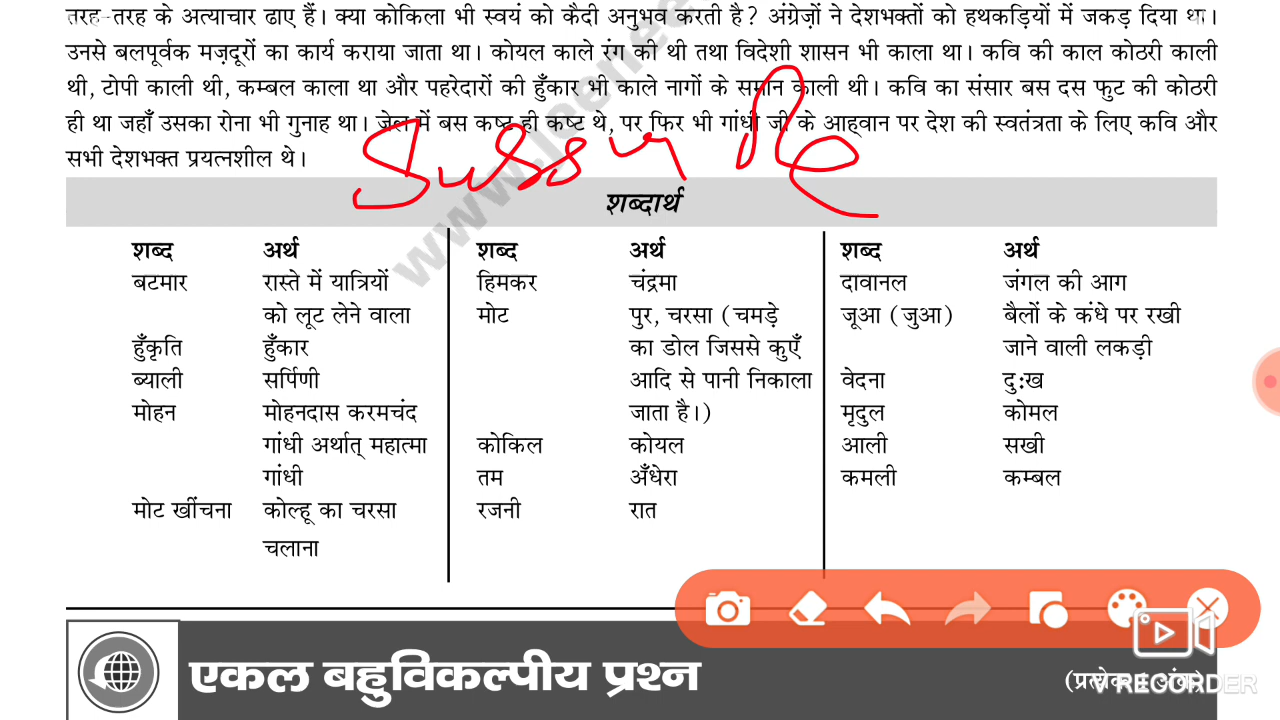 तरह-तरह के अत्याचार ढाए हैं। क्या कोकिला भी स्वयं को कैदी अनुभव करती है? अंग्रेज़ों ने देशभक्तों को हथकड़ियों में जकड़ दिया था।
उनसे बलपूर्वक मज़दूरों का कार्य कराया जाता था। कोयल काले रंग की थी तथा विदेशी शासन भी काला था। कवि की काल कोठरी काली
थी, टोपी काली थी, कम्बल काला था और पहरेदारों की हुँकार भी काले नागों के समान काली थी। कवि का संसार बस दस फुट की कोठरी
ही था जहाँ उसका रोना भी गुनाह था। जेल में बस कष्ट ही कष्ट थे, पर फिर भी गांधी जी के आह्वान पर देश की स्वतंत्रता के लिए कवि और
सभी देशभक्त प्रयत्नशील थे।
शब्दार्थ
शब्द अर्थ शब्द अर्थ शब्द अर्थ
बटमार रास्ते में यात्रियों हिमकर चंद्रमा दावानल जंगल की आग
को लूट लेने वाला मोट पुर, चरसा (चमड़े जूआ (जुआ) बैलों के कंधे पर रखी
हुँकृति हुँकार का डोल जिससे कुएँ जाने वाली लकड़ी
ब्याली सर्पिणी आदि से पानी निकाला वेदना दुःख
मोहन मोहनदास करमचंद जाता है।) मृदुल कोमल
गांधी अर्थात् महात्मा कोकिल कोयल आली सखी
गांधी तम अँधेरा कमली कम्बल
मोट खींचना कोल्हू का चरसा रजनी रात
चलाना
एकल बहुविकल्पीय प्रश्न
(प्रत्येक 1 अंक)
V RECORDER